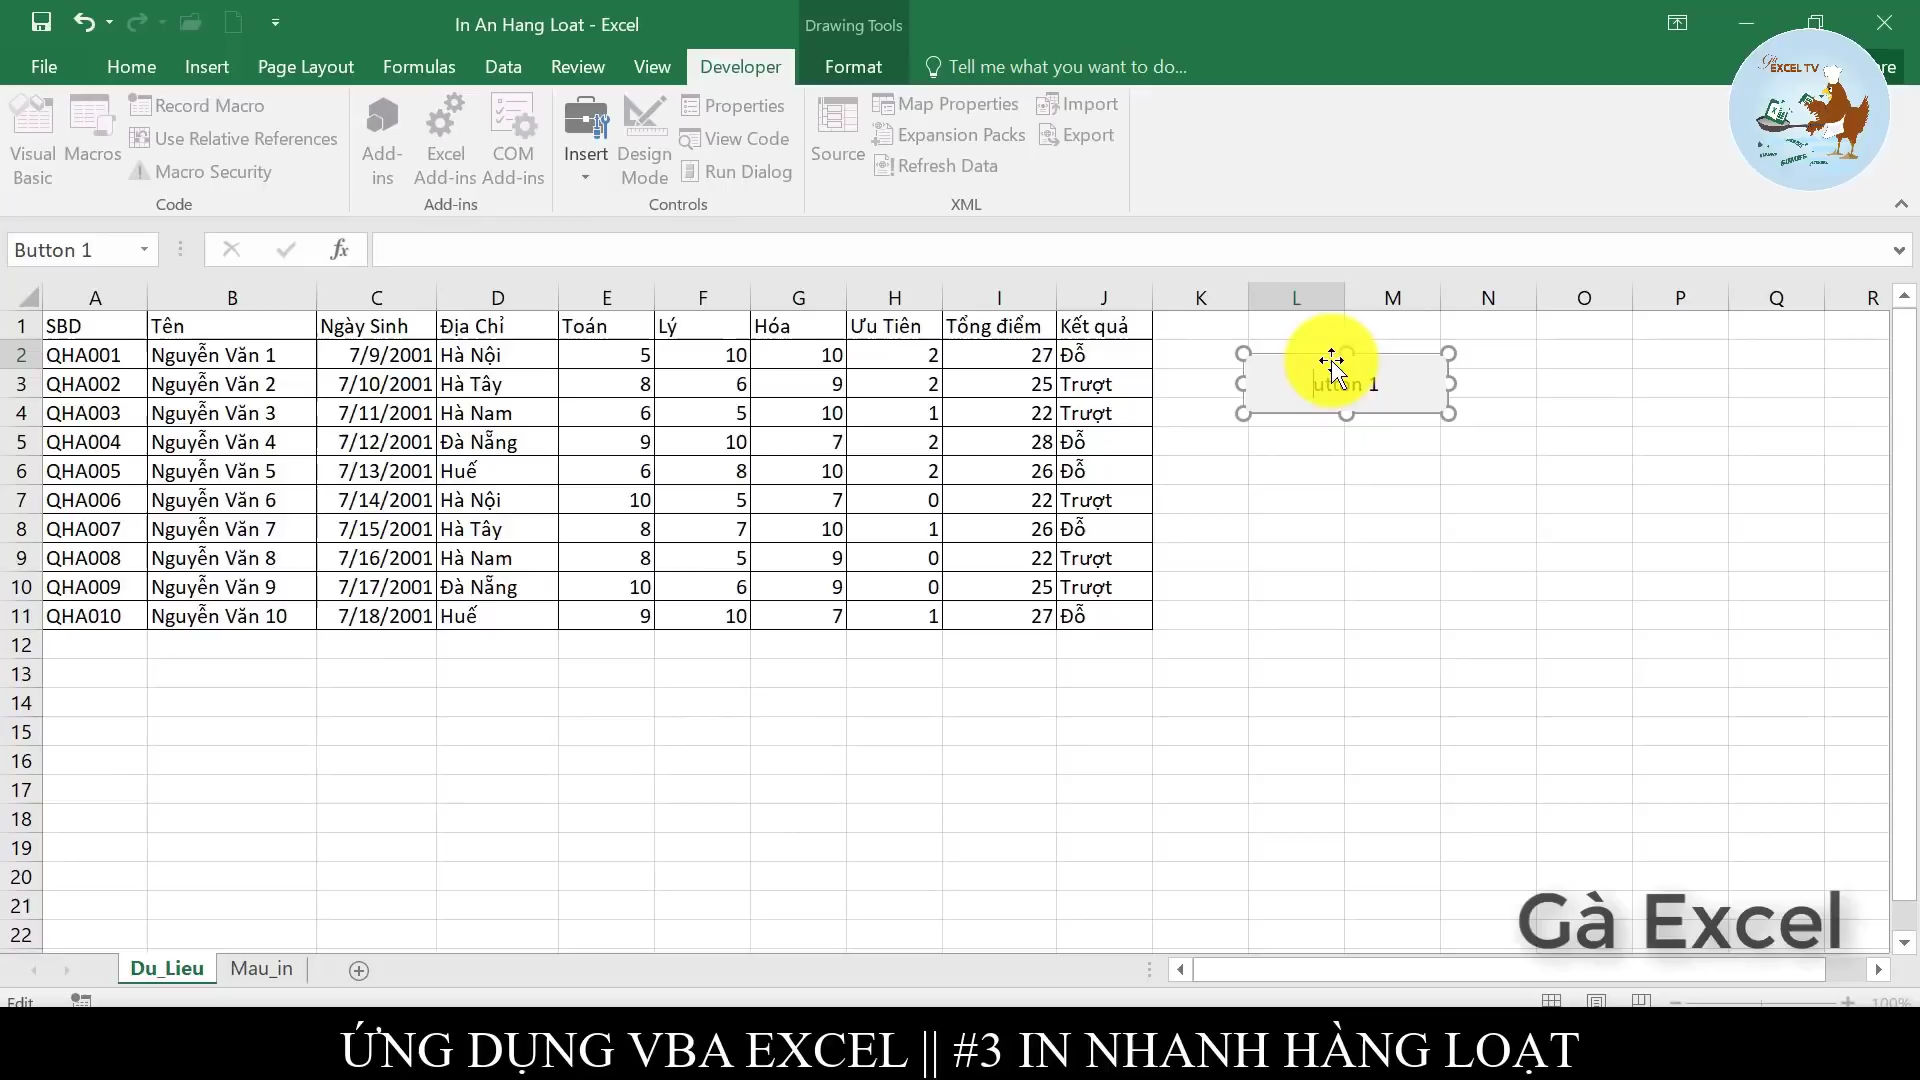 In An Hang Loat - Excel
Drawing Tools
File Home Insert Page Layout Formulas Data Review View Developer Format Tell me what you want to do...
EXCEL TV
Visual Basic
Macros
Record Macro
Use Relative References
Macro Security
Code
Add-ins
Excel Add-ins
COM Add-ins
Add-ins
Insert
Design Mode
Properties
View Code
Run Dialog
Controls
Source
Map Properties
Expansion Packs
Refresh Data
Import
Export
XML
Button 1
fx
A B C D E F G H I J K L M N O P Q R
1 SBD Tên Ngày Sinh Địa Chỉ Toán Lý Hóa Ưu Tiên Tổng điểm Kết quả
2 QHA001 Nguyễn Văn 1 7/9/2001 Hà Nội 5 10 10 2 27 Đỗ
3 QHA002 Nguyễn Văn 2 7/10/2001 Hà Tây 8 6 9 2 25 Trượt
4 QHA003 Nguyễn Văn 3 7/11/2001 Hà Nam 6 5 10 1 22 Trượt
5 QHA004 Nguyễn Văn 4 7/12/2001 Đà Nẵng 9 10 7 2 28 Đỗ
6 QHA005 Nguyễn Văn 5 7/13/2001 Huế 6 8 10 2 26 Đỗ
7 QHA006 Nguyễn Văn 6 7/14/2001 Hà Nội 10 5 7 0 22 Trượt
8 QHA007 Nguyễn Văn 7 7/15/2001 Hà Tây 8 7 10 1 26 Đỗ
9 QHA008 Nguyễn Văn 8 7/16/2001 Hà Nam 8 5 9 0 22 Trượt
10 QHA009 Nguyễn Văn 9 7/17/2001 Đà Nẵng 10 6 9 0 25 Trượt
11 QHA010 Nguyễn Văn 10 7/18/2001 Huế 9 10 7 1 27 Đỗ
12
13
14
15
16
17
18
19
20
21
22
Gà Excel
Du_Lieu Mau_in
Edit
100%
ỨNG DỤNG VBA EXCEL || #3 IN NHANH HÀNG LOẠT